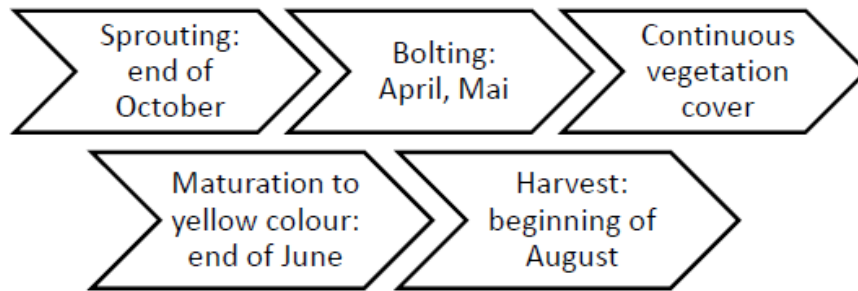 Sprouting:
end of
October
Bolting:
April, Mai
Continuous
vegetation
cover
Maturation to
yellow colour:
end of June
Harvest:
beginning of
August